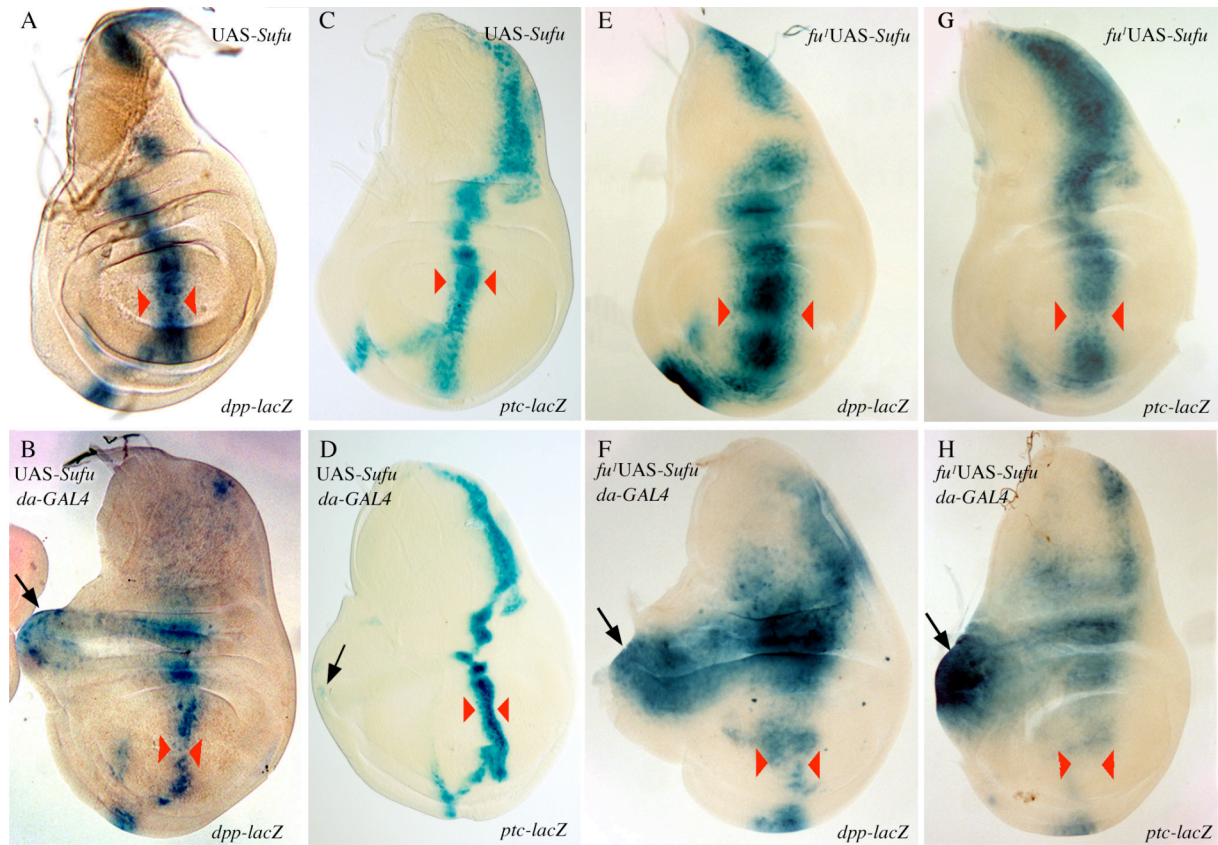 A
UAS-Sufu
dpp-lacZ
C
UAS-Sufu
ptc-lacZ
E
fu¹UAS-Sufu
dpp-lacZ
G
fu¹UAS-Sufu
ptc-lacZ
B
UAS-Sufu
da-GAL4
dpp-lacZ
D
UAS-Sufu
da-GAL4
ptc-lacZ
F
fu¹UAS-Sufu
da-GAL4
dpp-lacZ
H
fu¹UAS-Sufu
da-GAL4
ptc-lacZ